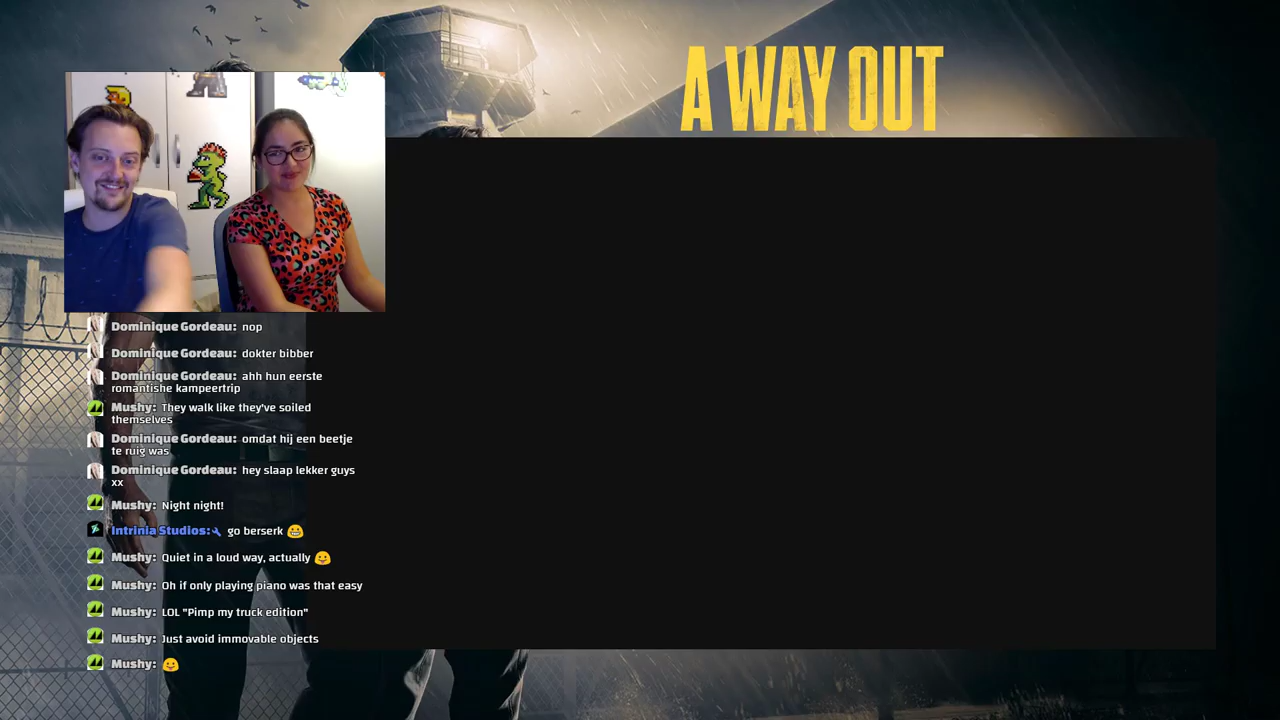 A WAY OUT
Dominique Gordeau: nop
Dominique Gordeau: dokter bibber
Dominique Gordeau: ahh hun eerste
romantishe kampeertrip
Mushy: They walk like they've soiled
themselves
Dominique Gordeau: omdat hij een beetje
te ruig was
Dominique Gordeau: hey slaap lekker guys
xx
Mushy: Night night!
Intrinia Studios: go berserk 😬
Mushy: Quiet in a loud way, actually 😛
Mushy: Oh if only playing piano was that easy
Mushy: LOL "Pimp my truck edition"
Mushy: Just avoid immovable objects
Mushy: 😛